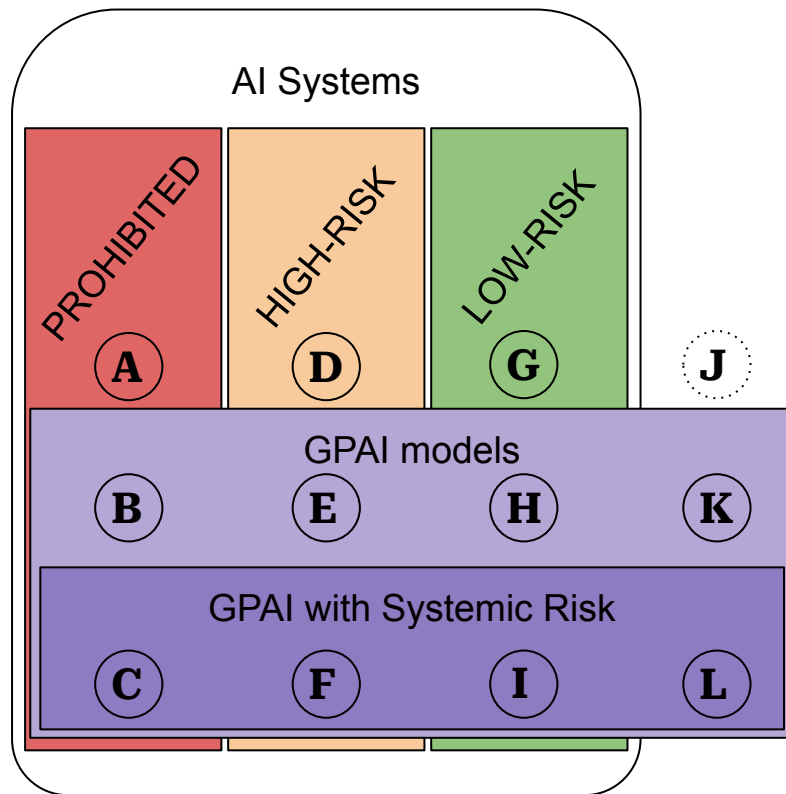 AI Systems
PROHIBITED
HIGH-RISK
LOW-RISK
A
D
G
J
GPAI models
B
E
H
K
GPAI with Systemic Risk
C
F
I
L